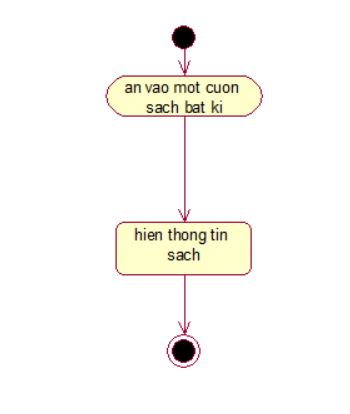 an vao mot cuon
sach bat ki
hien thong tin
sach